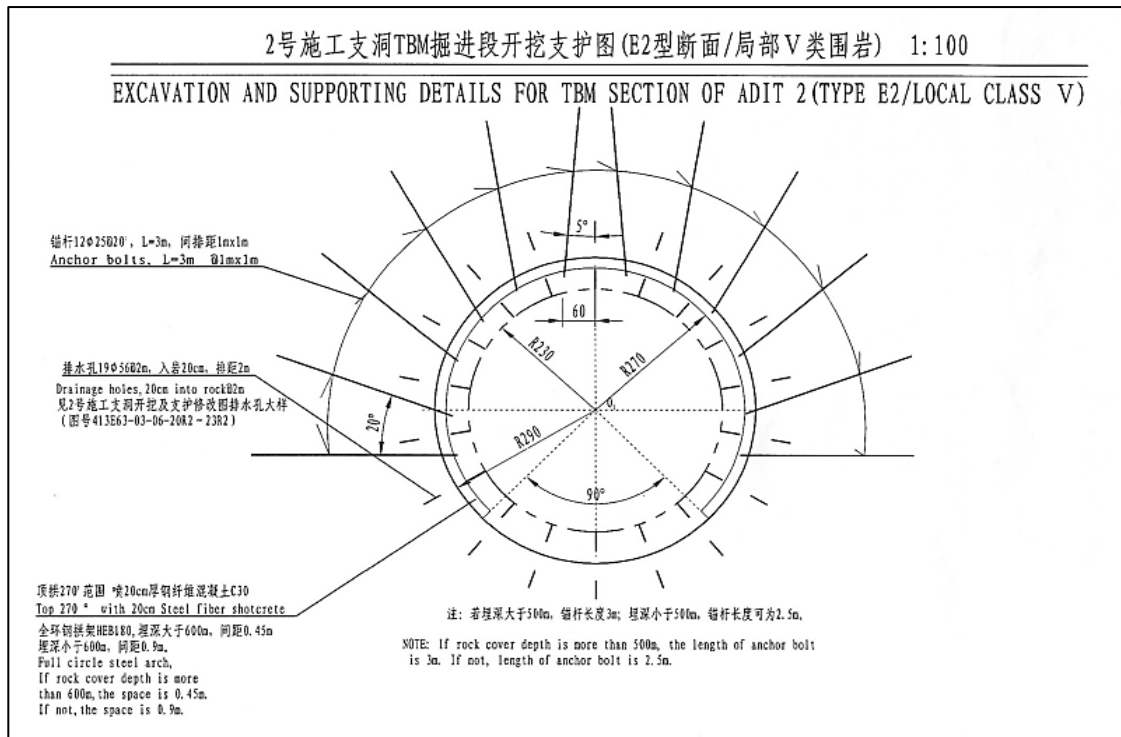 2号施工支洞TBM掘进段开挖支护图(E2型断面/局部Ⅴ类围岩) 1:100
EXCAVATION AND SUPPORTING DETAILS FOR TBM SECTION OF ADIT 2(TYPE E2/LOCAL CLASS Ⅴ)
5°
锚杆12Φ25@20°, L=3m, 间排距1mx1m
Anchor bolts, L=3m @1mx1m
60
R230
R270
排水孔19Φ56@2m, 入岩20cm, 排距2m
Drainage holes, 20cm into rock@2m
见2号施工支洞开挖及支护修改图排水孔大样
(图号413E63-03-06-20R2-23R2)
20°
0.
R290
90°
顶拱270°范围 喷20cm厚钢纤维混凝土C30
Top 270 ° with 20cm Steel fiber shotcrete
全环钢拱架HEB180, 埋深大于600m, 间距0.45m
埋深小于600m, 间距0.9m.
Full circle steel arch,
If rock cover depth is more
than 600m, the space is 0.45m.
If not, the space is 0.9m.
注: 若埋深大于500m, 锚杆长度3m; 埋深小于500m, 锚杆长度可为2.5m.
NOTE: If rock cover depth is more than 500m, the length of anchor bolt
is 3m. If not, length of anchor bolt is 2.5m.